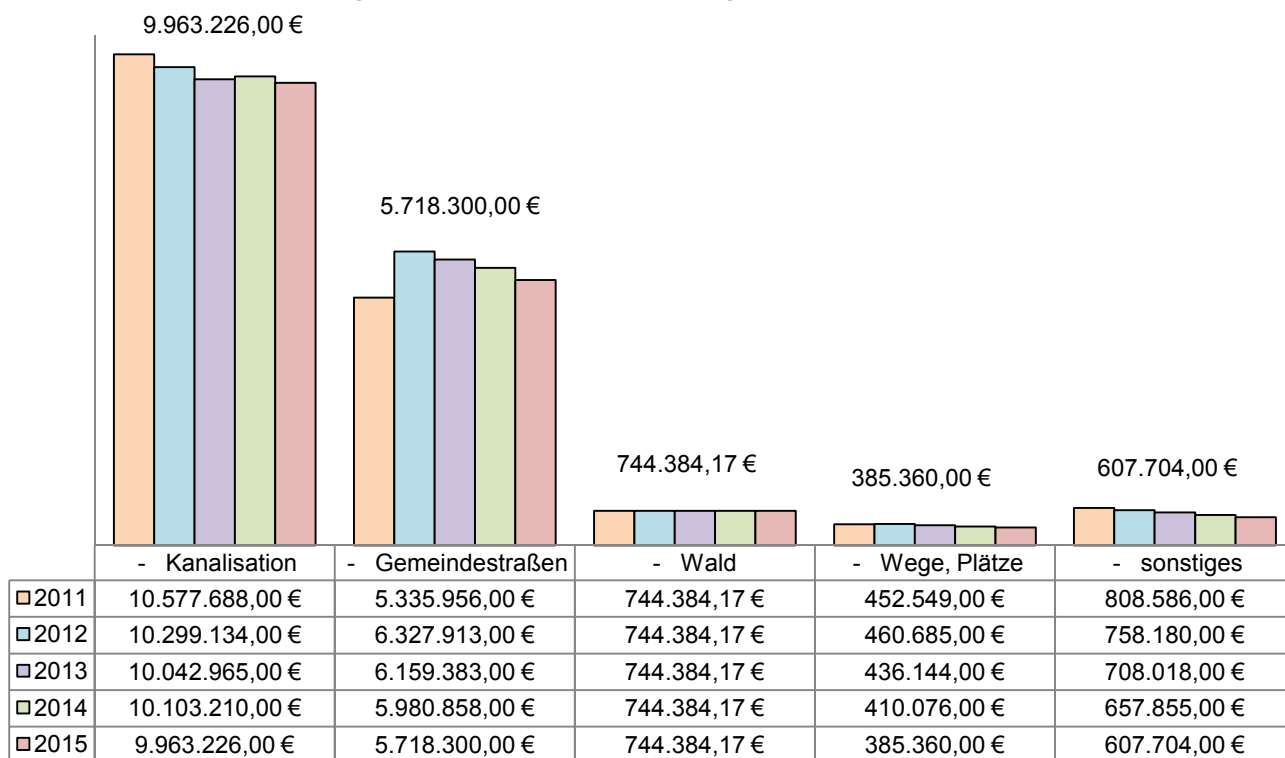 9.963.226,00 €
5.718.300,00 €
744.384,17 €
385.360,00 €
607.704,00 €
- Kanalisation - Gemeindestraßen - Wald - Wege, Plätze - sonstiges
2011 10.577.688,00 € 5.335.956,00 € 744.384,17 € 452.549,00 € 808.586,00 €
2012 10.299.134,00 € 6.327.913,00 € 744.384,17 € 460.685,00 € 758.180,00 €
2013 10.042.965,00 € 6.159.383,00 € 744.384,17 € 436.144,00 € 708.018,00 €
2014 10.103.210,00 € 5.980.858,00 € 744.384,17 € 410.076,00 € 657.855,00 €
2015 9.963.226,00 € 5.718.300,00 € 744.384,17 € 385.360,00 € 607.704,00 €